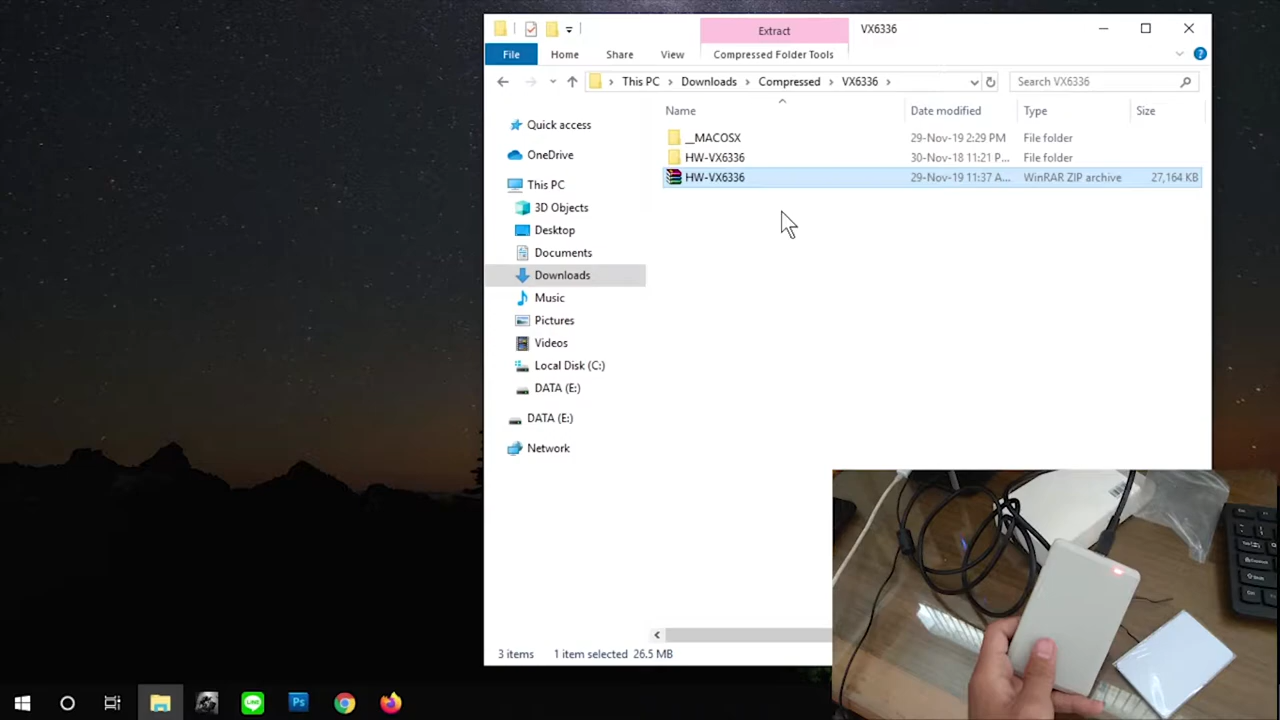 Extract
VX6336
File
Home
Share
View
Compressed Folder Tools
This PC
Downloads
Compressed
VX6336
Search VX6336
Name
Date modified
Type
Size
__MACOSX
29-Nov-19 2:29 PM
File folder
HW-VX6336
30-Nov-18 11:21 P...
File folder
HW-VX6336
29-Nov-19 11:37 A...
WinRAR ZIP archive
27,164 KB
Quick access
OneDrive
This PC
3D Objects
Desktop
Documents
Downloads
Music
Pictures
Videos
Local Disk (C:)
DATA (E:)
DATA (E:)
Network
3 items
1 item selected 26.5 MB
LINE
Ps